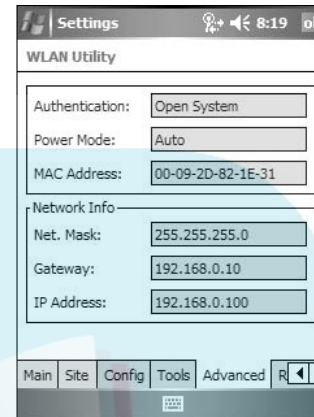 Settings 8:19
WLAN Utility
Authentication: Open System
Power Mode: Auto
MAC Address: 00-09-2D-82-1E-31
Network Info
Net. Mask: 255.255.255.0
Gateway: 192.168.0.10
IP Address: 192.168.0.100
Main Site Config Tools Advanced